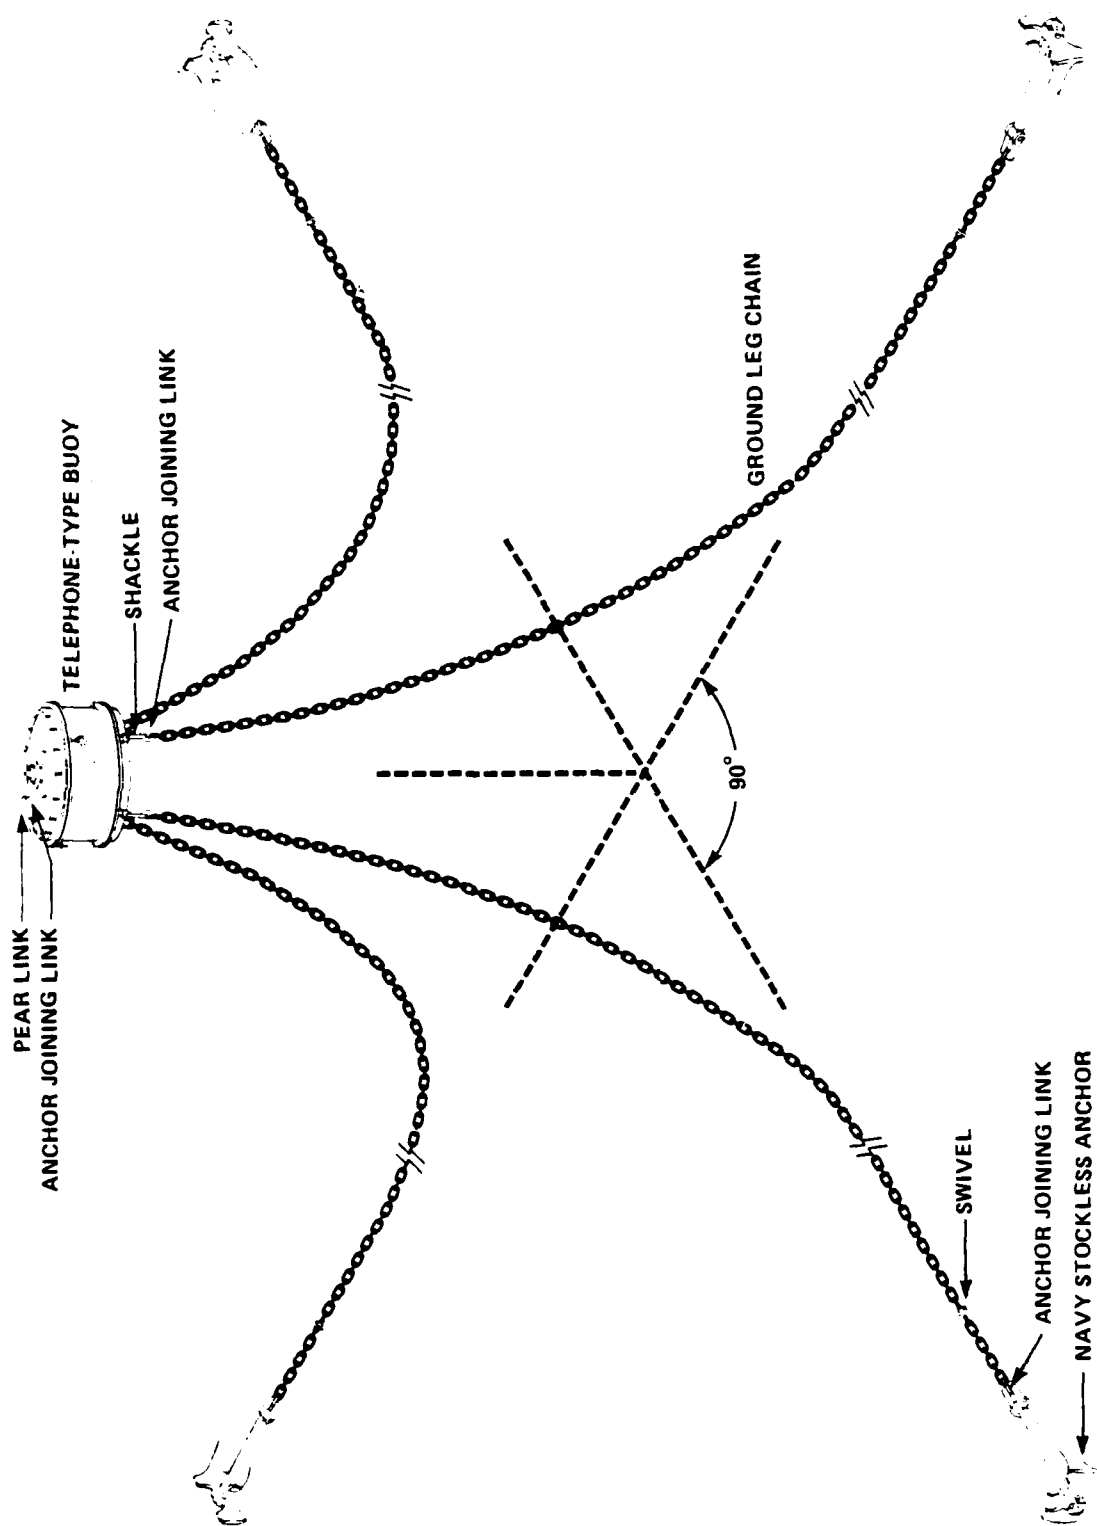 PEAR LINK
ANCHOR JOINING LINK
TELEPHONE-TYPE BUOY
SHACKLE
ANCHOR JOINING LINK
GROUND LEG CHAIN
90°
SWIVEL
ANCHOR JOINING LINK
NAVY STOCKLESS ANCHOR